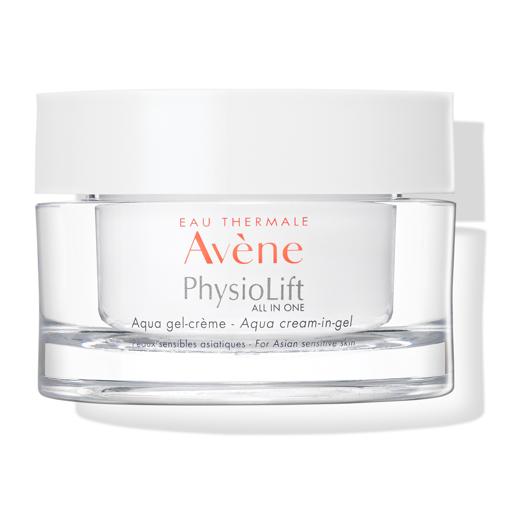 EAU THERMALE
Avène
PhysioLift
ALL IN ONE
Aqua gel-crème - Aqua cream-in-gel
Peaux sensibles asiatiques - For Asian sensitive skin